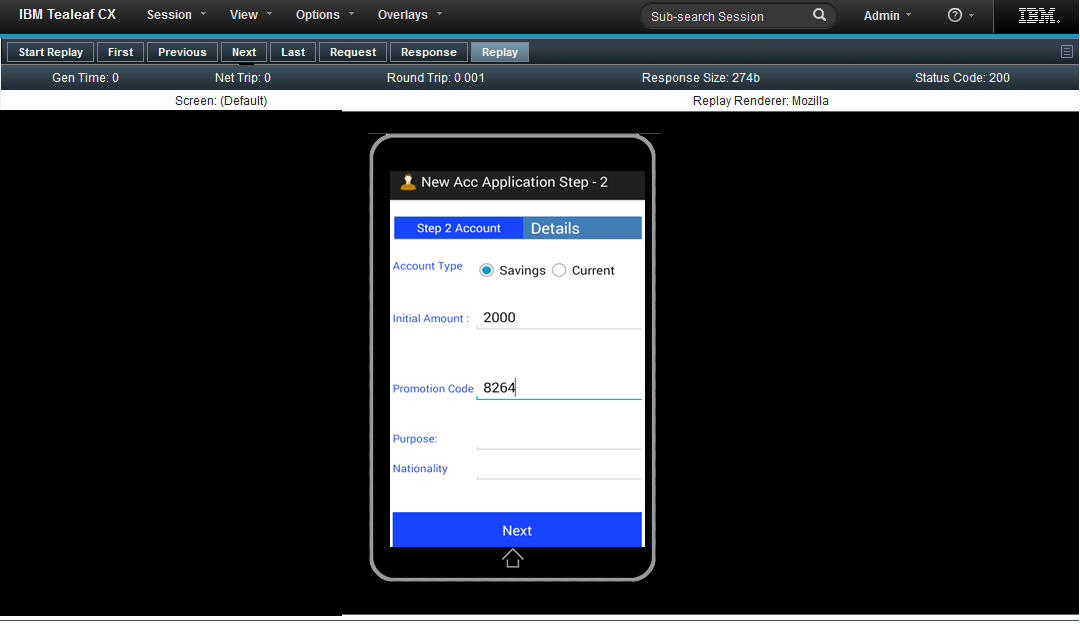 IBM Tealeaf CX Session View Options Overlays Sub-search Session Admin ? IBM.
Start Replay First Previous Next Last Request Response Replay
Gen Time: 0 Net Trip: 0 Round Trip: 0.001 Response Size: 274b Status Code: 200
Screen: (Default) Replay Renderer: Mozilla
New Acc Application Step - 2
Step 2 Account Details
Account Type Savings Current
Initial Amount : 2000
Promotion Code 8264
Purpose:
Nationality
Next